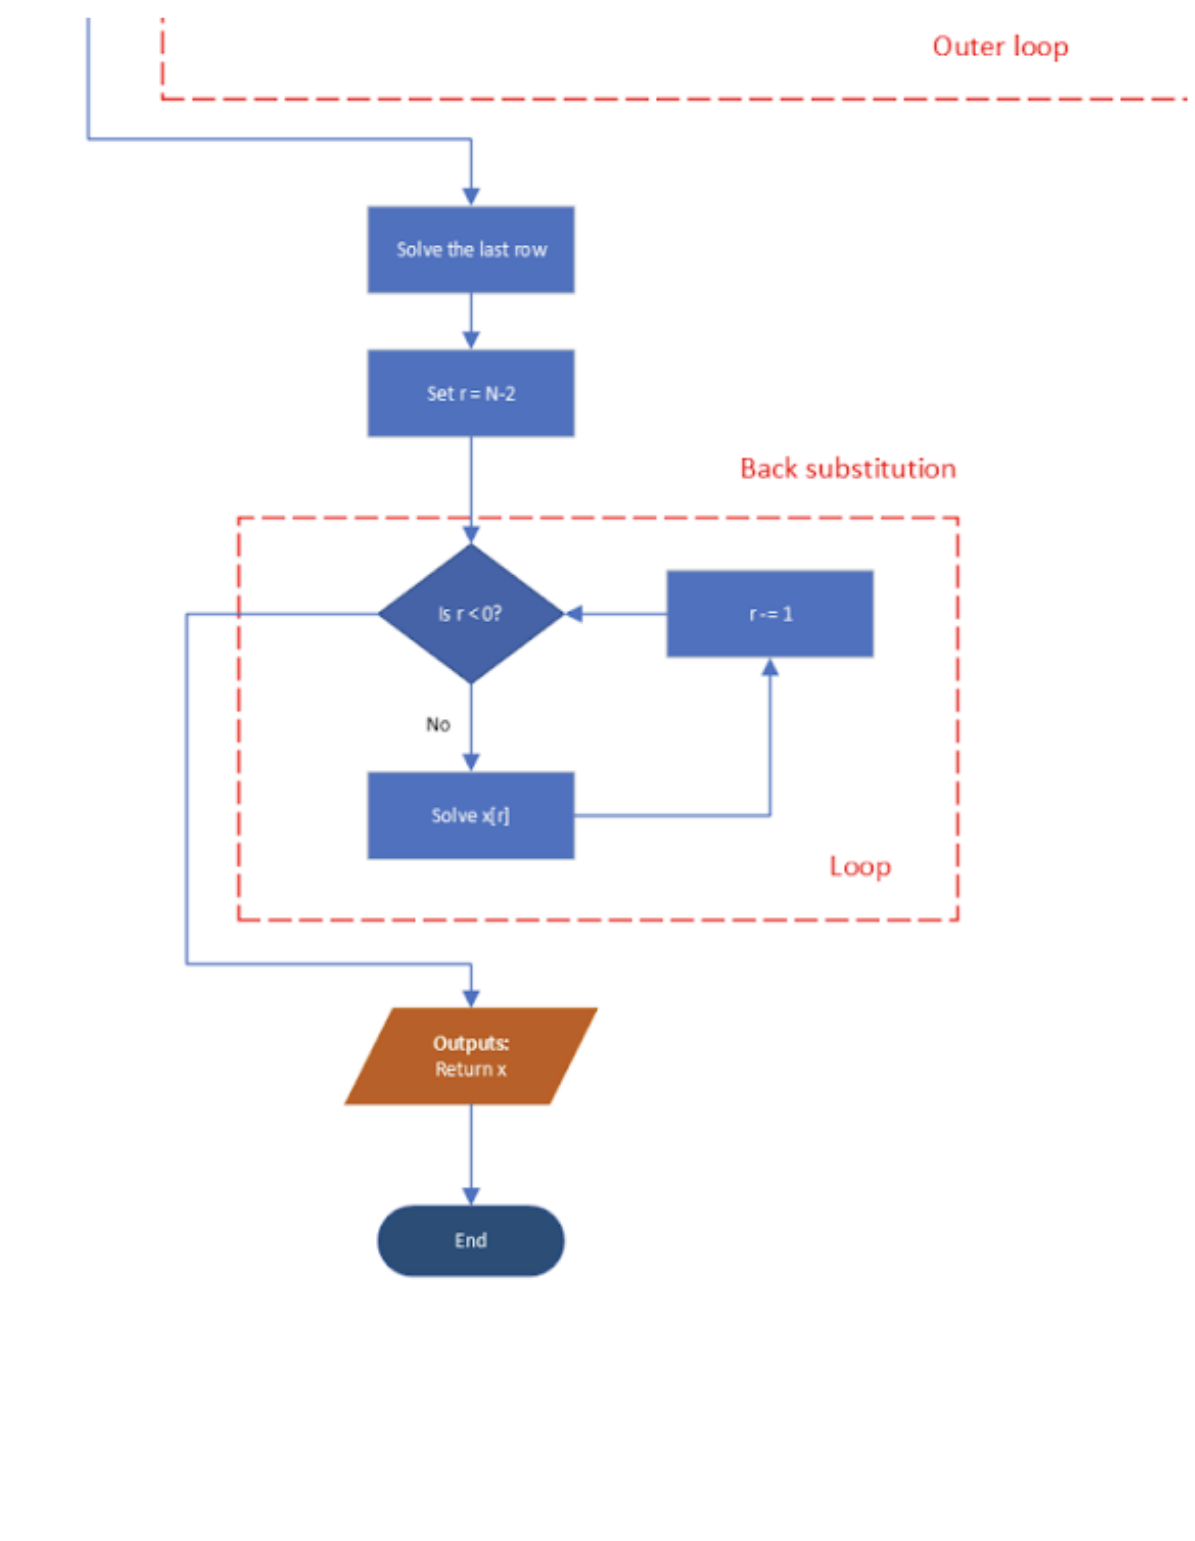 Outer loop
Solve the last row
Set r = N-2
Back substitution
Is r < 0?
r -= 1
No
Solve x[r]
Loop
Outputs:
Return x
End